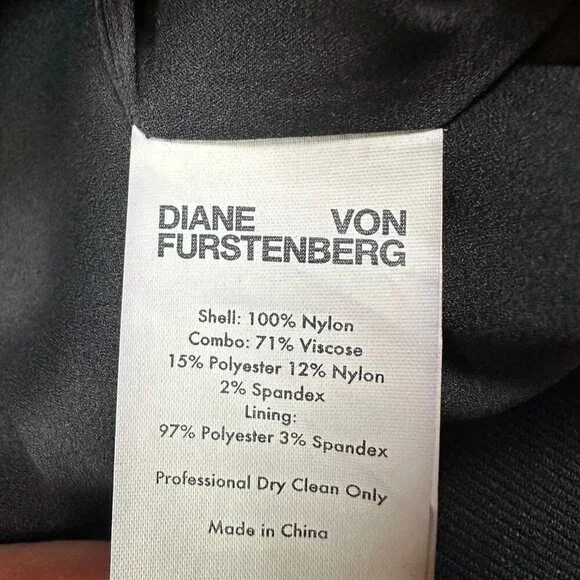 DIANE VON
FURSTENBERG
Shell: 100% Nylon
Combo: 71% Viscose
15% Polyester 12% Nylon
2% Spandex
Lining:
97% Polyester 3% Spandex
Professional Dry Clean Only
Made in China